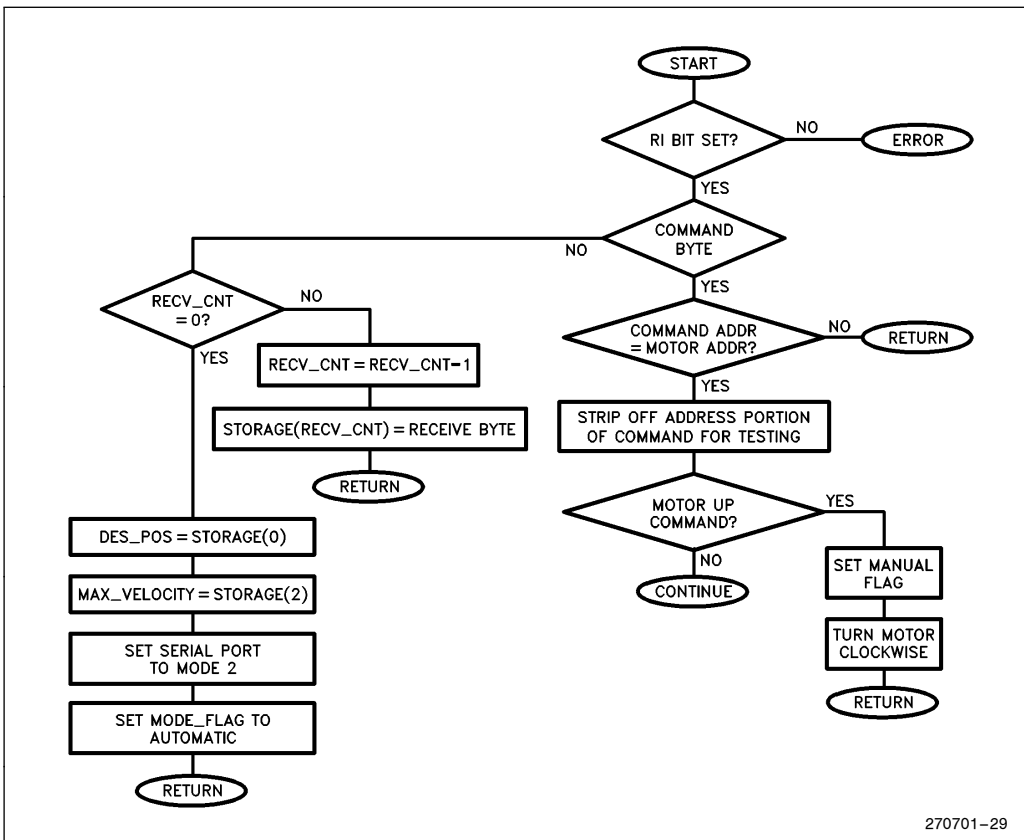 START
RI BIT SET?
NO
ERROR
YES
COMMAND
BYTE
NO
YES
RECV_CNT
=0?
NO
YES
RECV_CNT=RECV_CNT-1
STORAGE(RECV_CNT)=RECEIVE BYTE
RETURN
DES_POS=STORAGE(0)
MAX_VELOCITY=STORAGE(2)
SET SERIAL PORT
TO MODE 2
SET MODE_FLAG TO
AUTOMATIC
RETURN
COMMAND ADDR
=MOTOR ADDR?
NO
RETURN
YES
STRIP OFF ADDRESS PORTION
OF COMMAND FOR TESTING
MOTOR UP
COMMAND?
YES
NO
CONTINUE
SET MANUAL
FLAG
TURN MOTOR
CLOCKWISE
RETURN
270701-29